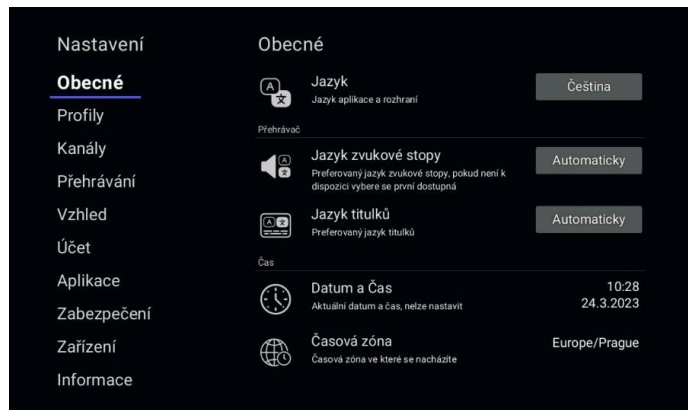 Nastavení
Obecné
Profily
Kanály
Přehrávání
Vzhled
Účet
Aplikace
Zabezpečení
Zařízení
Informace
Obecné
Jazyk
Jazyk aplikace a rozhraní
Čeština
Přehrávač
Jazyk zvukové stopy
Preferovaný jazyk zvukové stopy, pokud není k
dispozici vybere se první dostupná
Automaticky
Jazyk titulků
Preferovaný jazyk titulků
Automaticky
Čas
Datum a Čas
Aktuální datum a čas, nelze nastavit
10:28
24.3.2023
Časová zóna
Časová zóna ve které se nacházíte
Europe/Prague